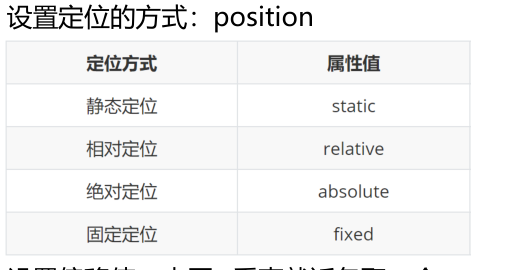 设置定位的方式：position
定位方式 属性值
静态定位 static
相对定位 relative
绝对定位 absolute
固定定位 fixed